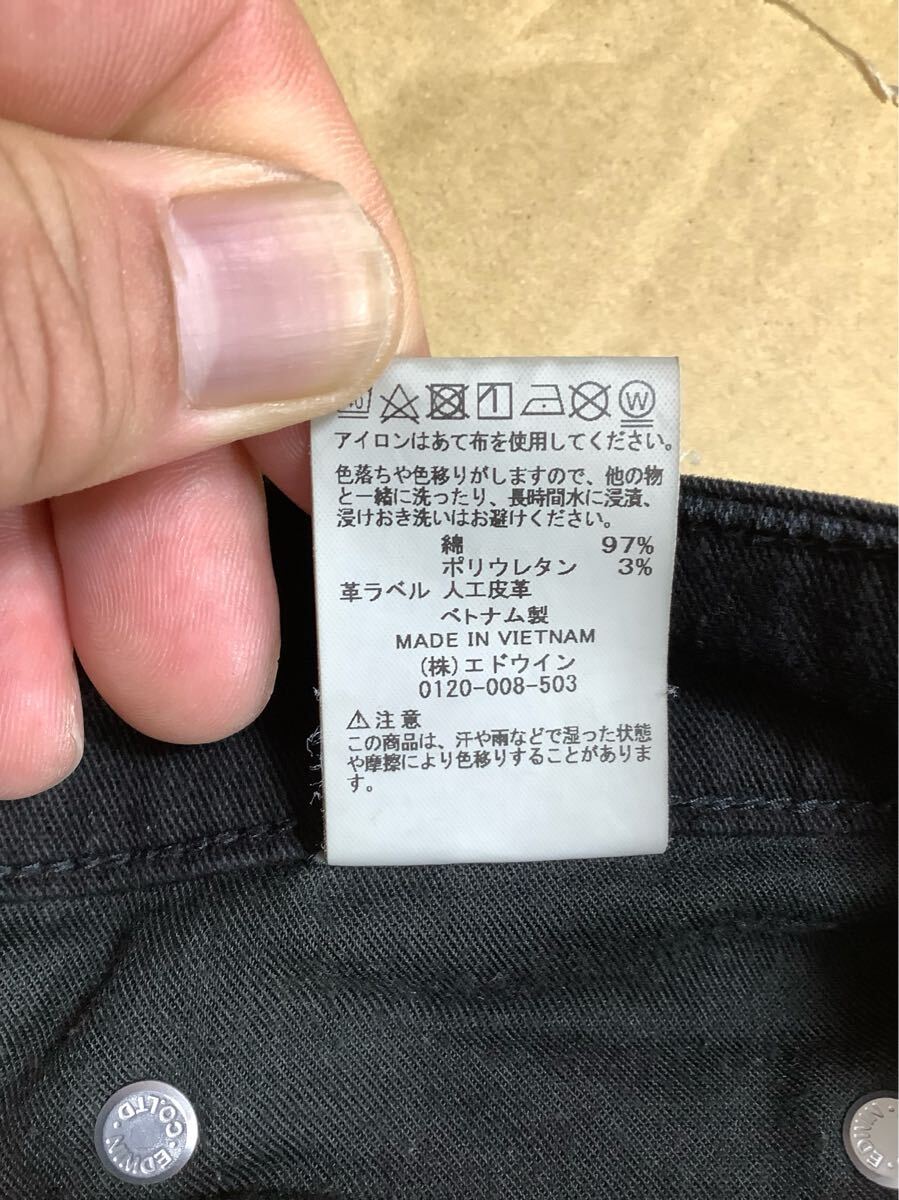 W
アイロンはあて布を使用してください。
色落ちや色移りがしますので、他の物
と一緒に洗ったり、長時間水に浸漬、
浸けおき洗いはお避けください。
綿 97%
ポリウレタン 3%
革ラベル 人工皮革
ベトナム製
MADE IN VIETNAM
(株)エドウイン
0120-008-503
⚠注意
この商品は、汗や雨などで湿った状態
や摩擦により色移りすることがありま
す。
EDWIN CO.,LTD.
EDWIN